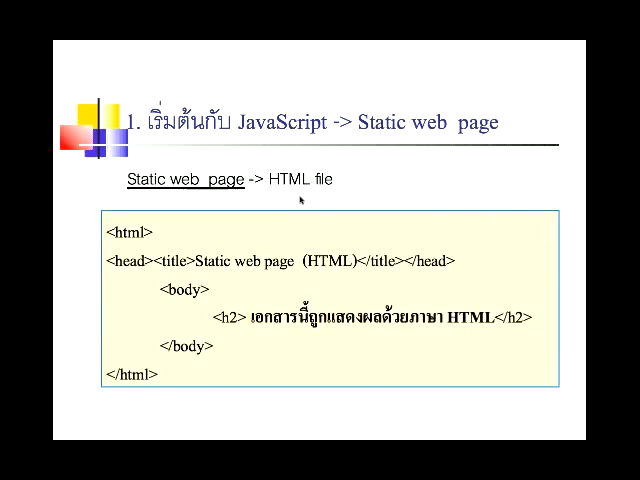 1. เริ่มต้นกับ JavaScript -> Static web page
Static web page -> HTML file
<html>
<head><title>Static web page (HTML)</title></head>
<body>
<h2> เอกสารนี้ถูกแสดงผลด้วยภาษา HTML</h2>
</body>
</html>